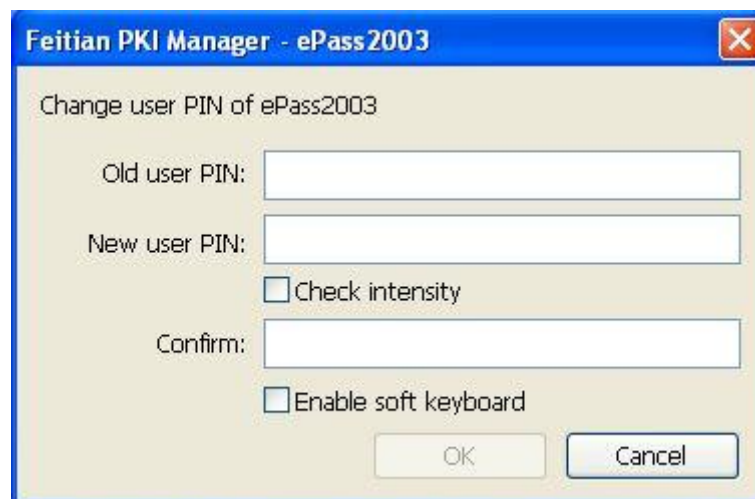 Feitian PKI Manager - ePass2003
Change user PIN of ePass2003
Old user PIN:
New user PIN:
Check intensity
Confirm:
Enable soft keyboard
OK Cancel